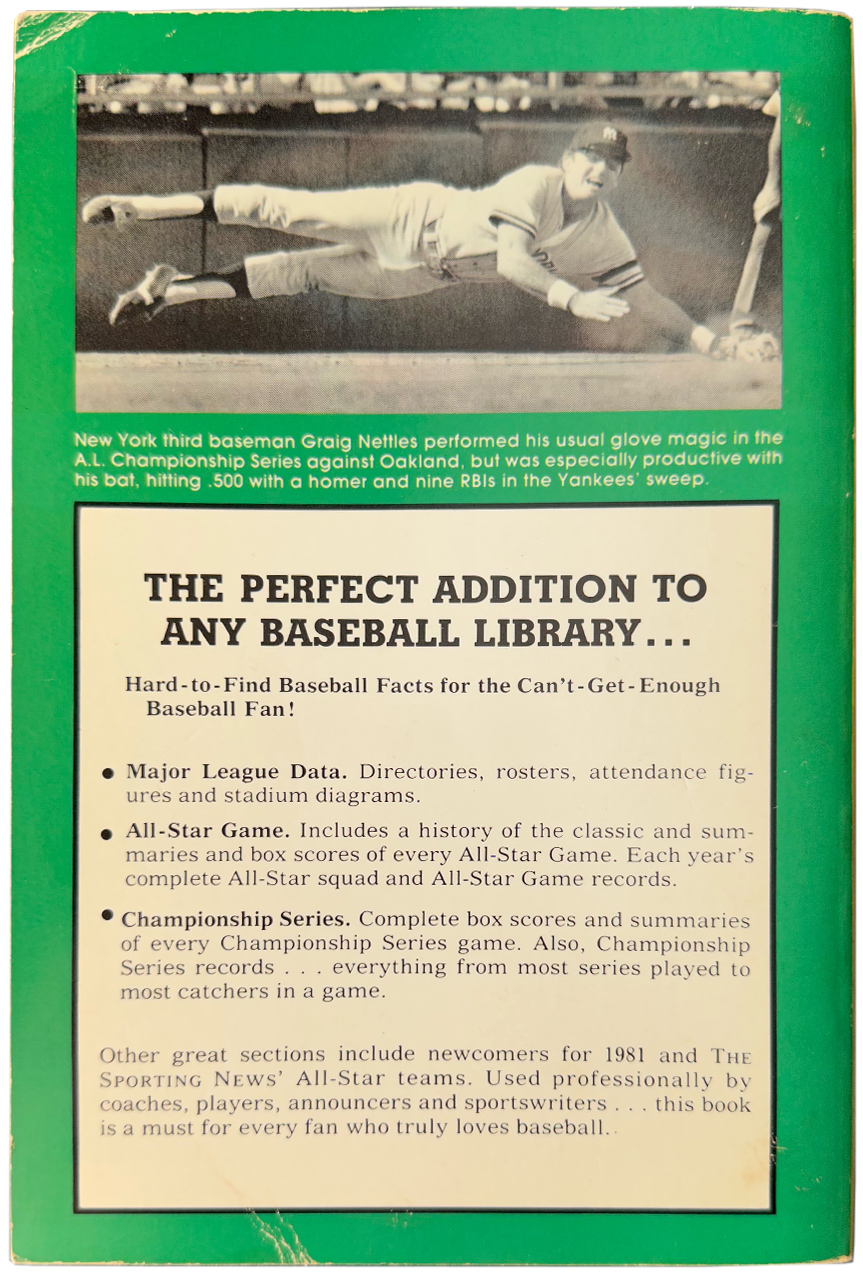 New York third baseman Graig Nettles performed his usual glove magic in the
A.L. Championship Series against Oakland, but was especially productive with
his bat, hitting .500 with a homer and nine RBIs in the Yankees' sweep.
THE PERFECT ADDITION TO
ANY BASEBALL LIBRARY...
Hard-to-Find Baseball Facts for the Can't-Get-Enough
Baseball Fan!
● Major League Data. Directories, rosters, attendance fig-
ures and stadium diagrams.
● All-Star Game. Includes a history of the classic and sum-
maries and box scores of every All-Star Game. Each year's
complete All-Star squad and All-Star Game records.
● Championship Series. Complete box scores and summaries
of every Championship Series game. Also, Championship
Series records . . . everything from most series played to
most catchers in a game.
Other great sections include newcomers for 1981 and THE
SPORTING NEWS' All-Star teams. Used professionally by
coaches, players, announcers and sportswriters . . . this book
is a must for every fan who truly loves baseball.